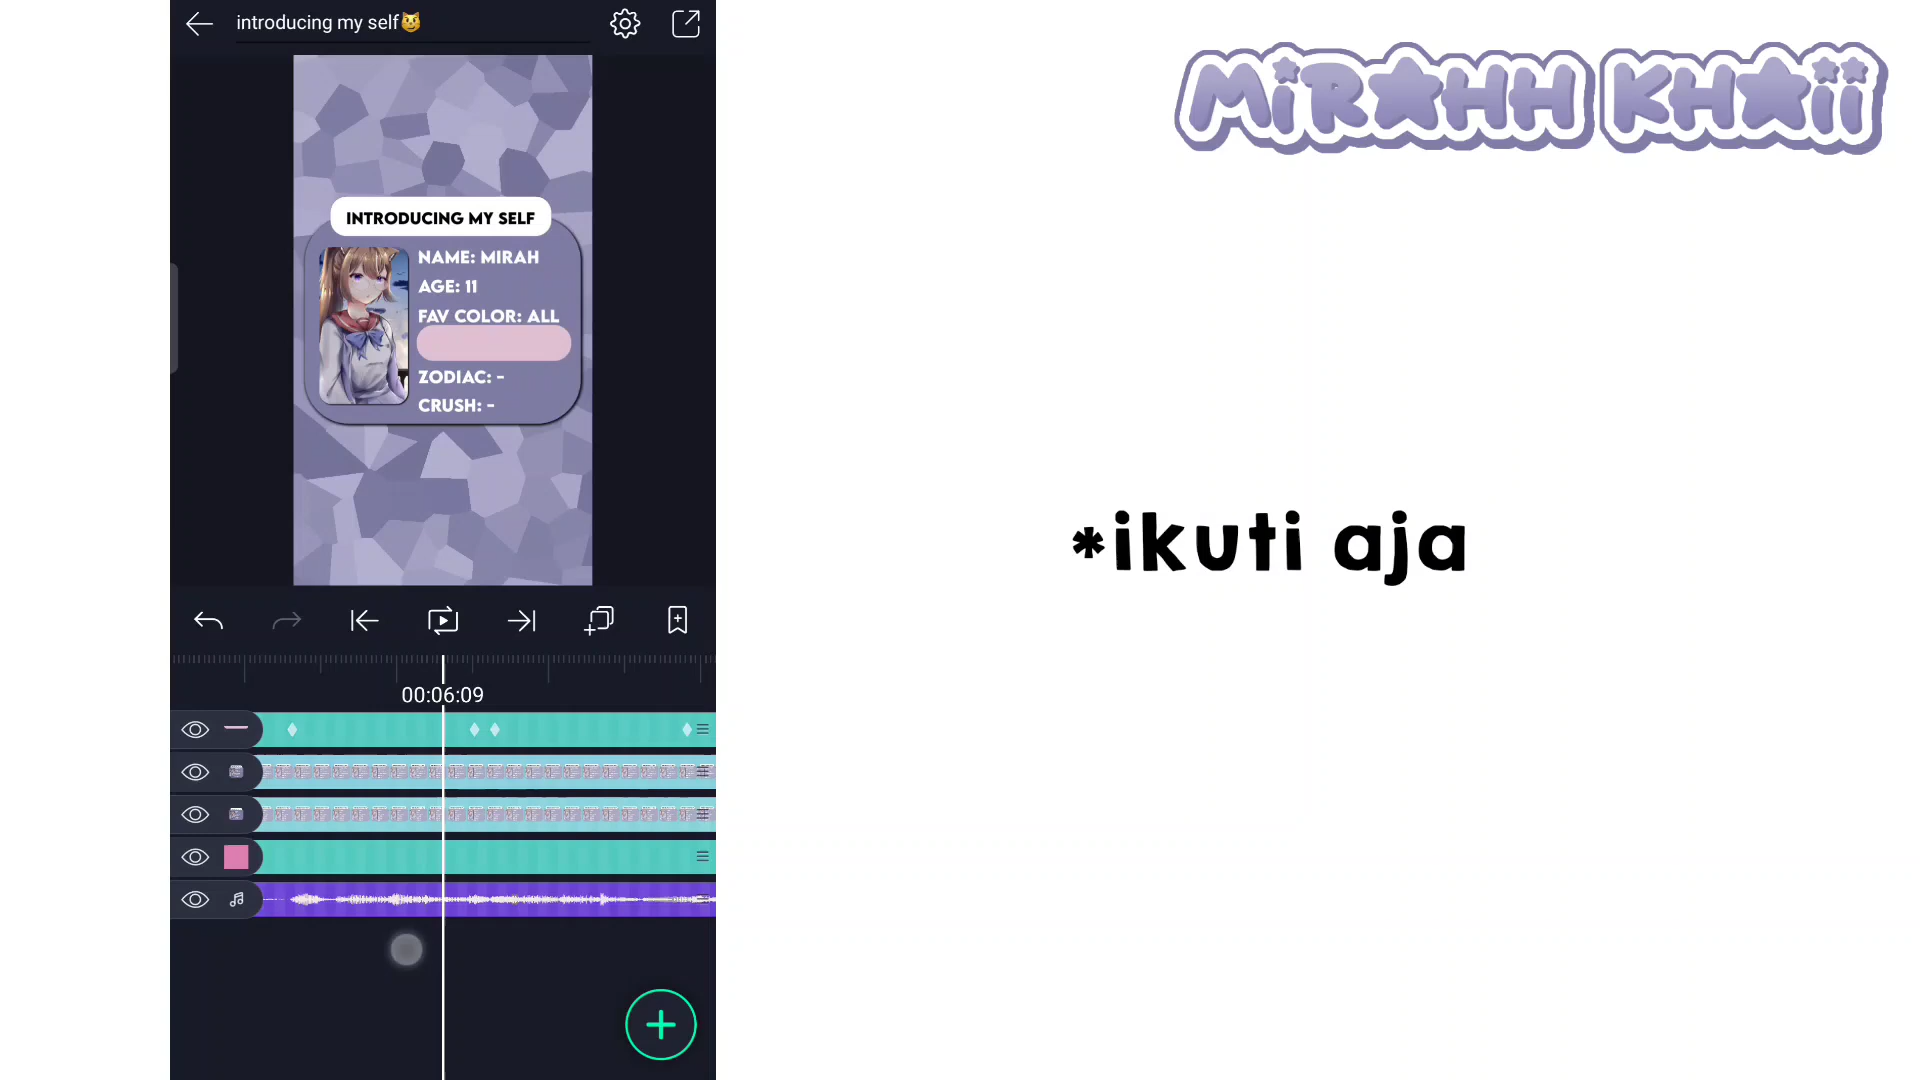 introducing my self😼
MiRAHH KHAii
INTRODUCING MY SELF
NAME: MIRAH
AGE: 11
FAV COLOR: ALL
ZODIAC: -
CRUSH: -
*ikuti aja
00:06:09